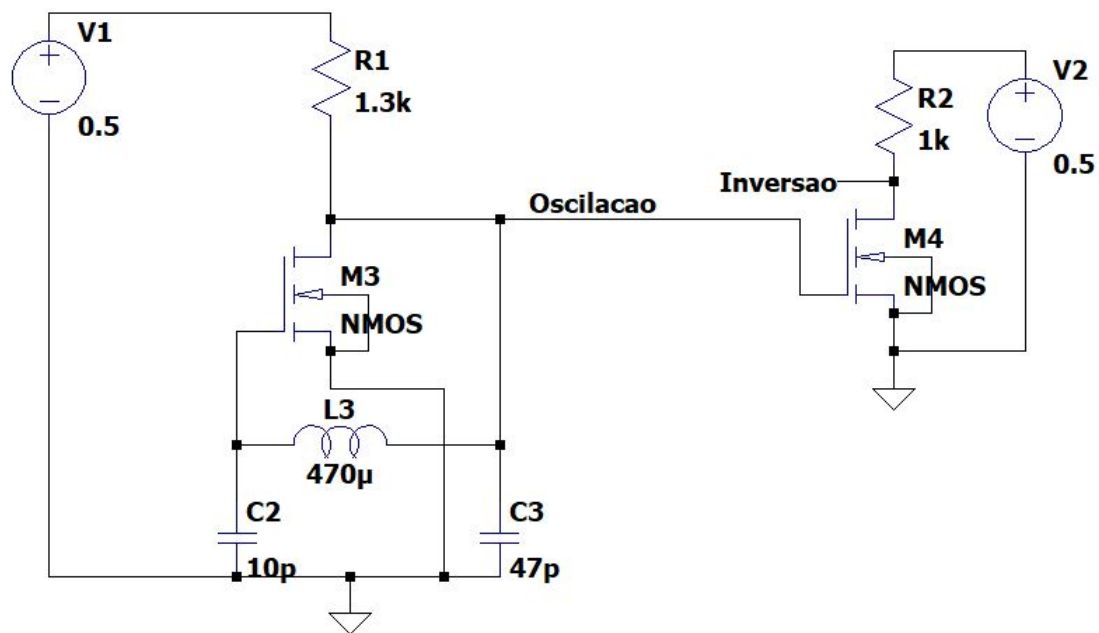 V1
0.5
R1
1.3k
Oscilacao
Inversao
R2
1k
V2
0.5
M3
NMOS
M4
NMOS
L3
470µ
C2
10p
C3
47p